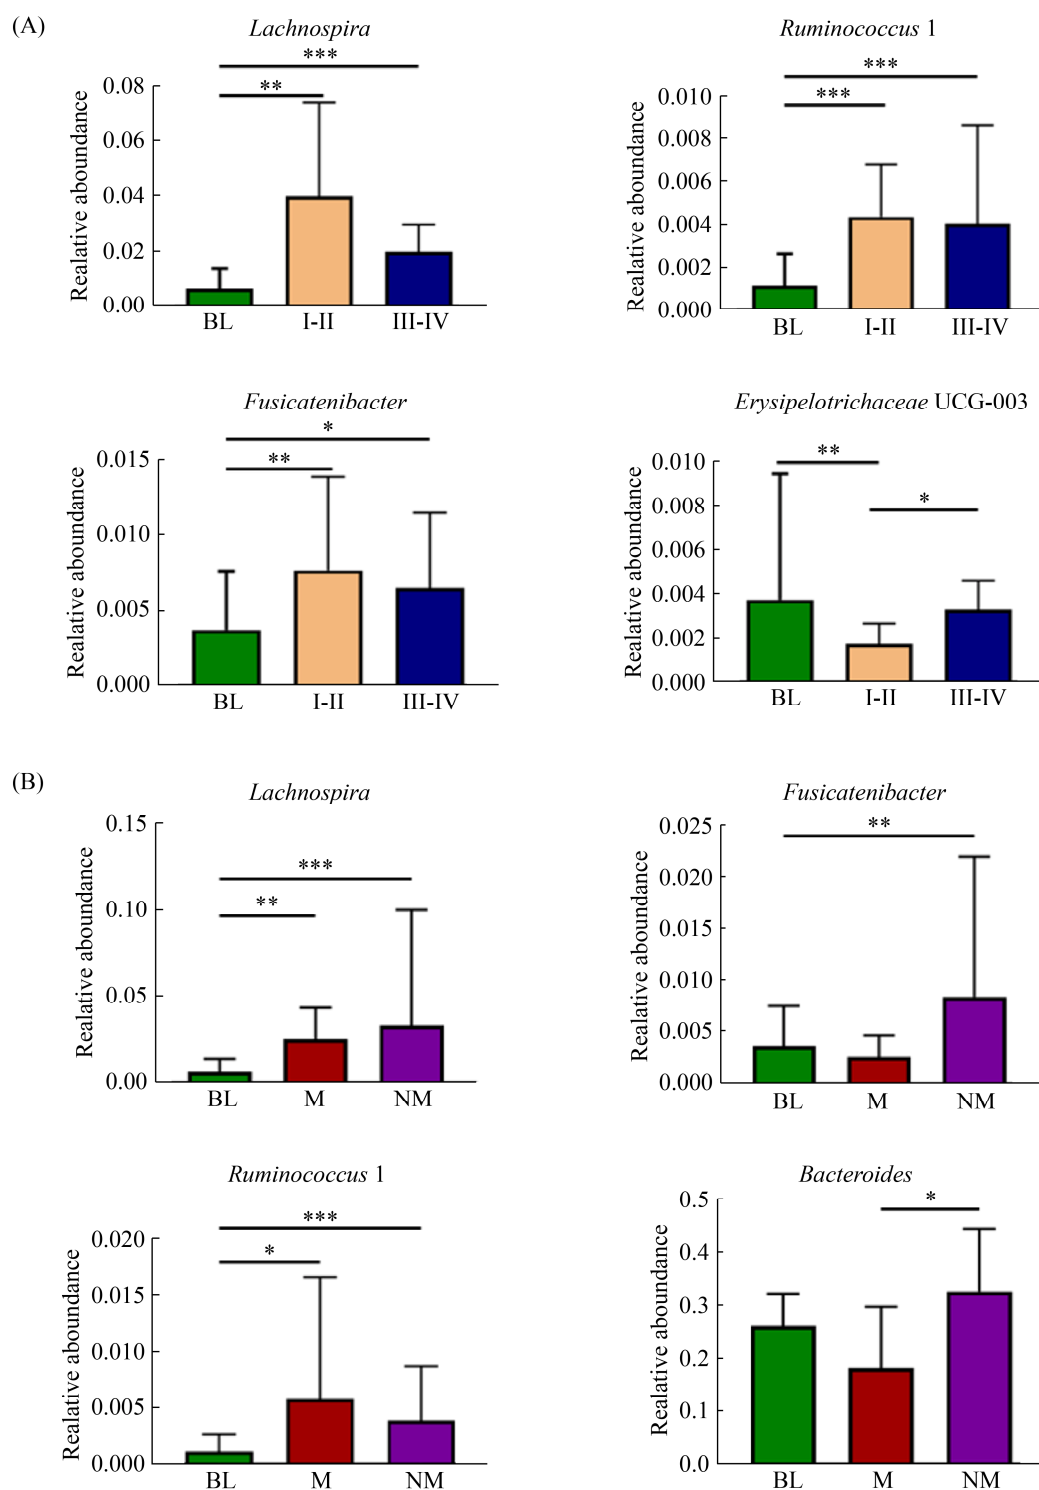 (A)
Lachnospira
***
**
Realative aboundance
0.08
0.06
0.04
0.02
0.00
BL I-II III-IV
Ruminococcus 1
***
***
Realative aboundance
0.010
0.008
0.006
0.004
0.002
0.000
BL I-II III-IV
Fusicatenibacter
*
**
Realative aboundance
0.015
0.010
0.005
0.000
BL I-II III-IV
Erysipelotrichaceae UCG-003
**
*
Realative aboundance
0.010
0.008
0.006
0.004
0.002
0.000
BL I-II III-IV
(B)
Lachnospira
***
**
Realative aboundance
0.15
0.10
0.05
0.00
BL M NM
Fusicatenibacter
**
Realative aboundance
0.025
0.020
0.015
0.010
0.005
0.000
BL M NM
Ruminococcus 1
***
*
Realative aboundance
0.020
0.015
0.010
0.005
0.000
BL M NM
Bacteroides
*
Realative aboundance
0.5
0.4
0.3
0.2
0.1
0.0
BL M NM